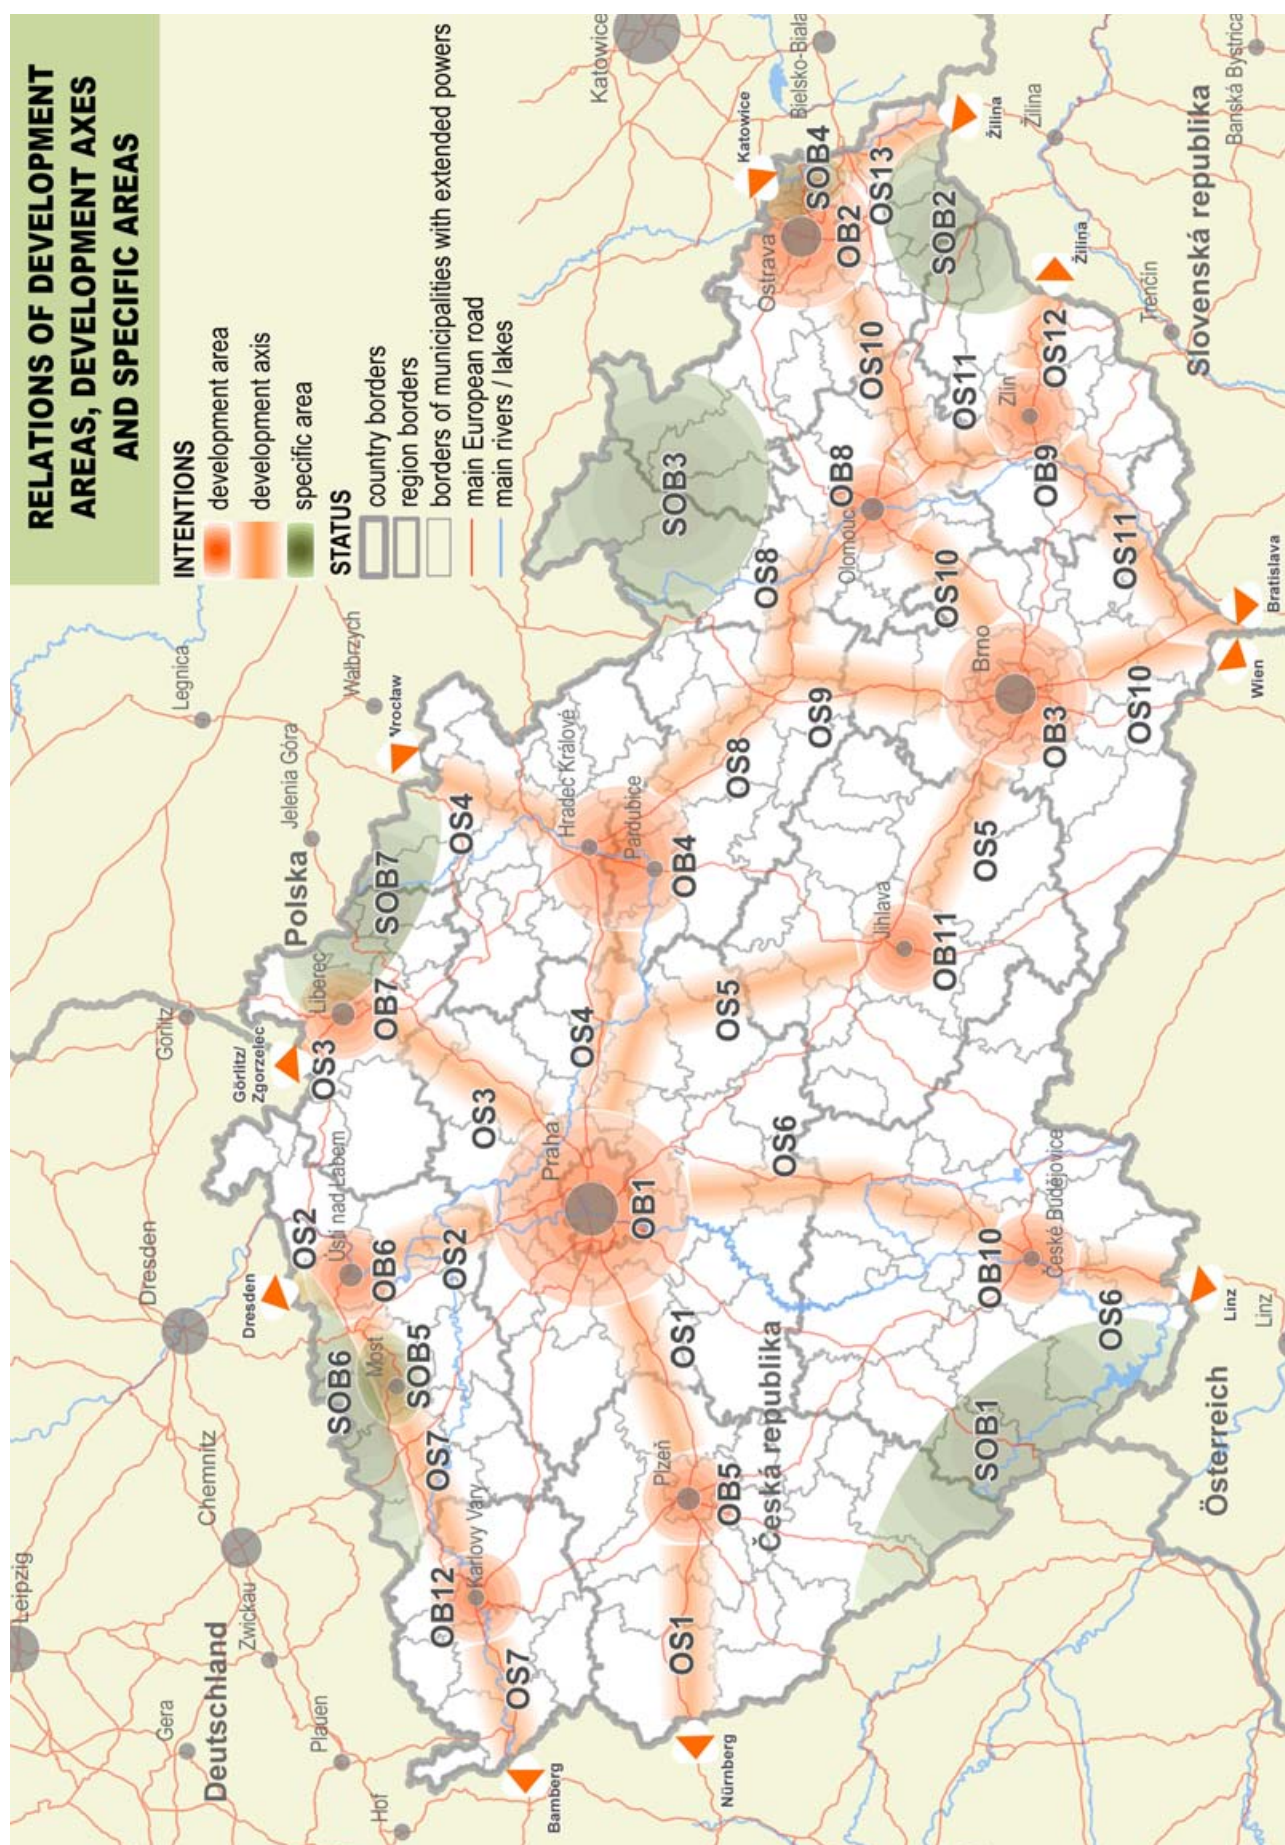 RELATIONS OF DEVELOPMENT
AREAS, DEVELOPMENT AXES
AND SPECIFIC AREAS
INTENTIONS
development area
development axis
specific area
STATUS
country borders
region borders
borders of municipalities with extended powers
main European road
main rivers / lakes
Leipzig
Gera
Deutschland
Zwickau
Chemnitz
Plauen
Hof
Dresden
Dresden
Görlitz
Görlitz/
Zgorzelec
Polska
Jelenia Góra
Legnica
Wałbrzych
Wrocław
Katowice
Katowice
Bielsko-Biała
Žilina
Žilina
Žilina
Banská Bystrica
Slovenská republika
Trenčín
Bratislava
Wien
Österreich
Linz
Linz
Nürnberg
Bamberg
Česká republika
OS7
OB12
Karlovy Vary
OS7
SOB6
Most
SOB5
OS2
Ústí nad Labem
OB6
OS2
OS3
Liberec
OB7
SOB7
OS3
OS4
Hradec Králové
Pardubice
OB4
OS4
Praha
OB1
OS1
Plzeň
OB5
OS1
OS5
OS6
Jihlava
OB11
OS5
OB10
České Budějovice
OS6
SOB1
OS8
OS9
OS8
SOB3
Olomouc
OB8
OS10
Brno
OB3
OS10
OS10
Ostrava
OB2
SOB4
OS13
SOB2
OS11
Zlín
OB9
OS12
OS11